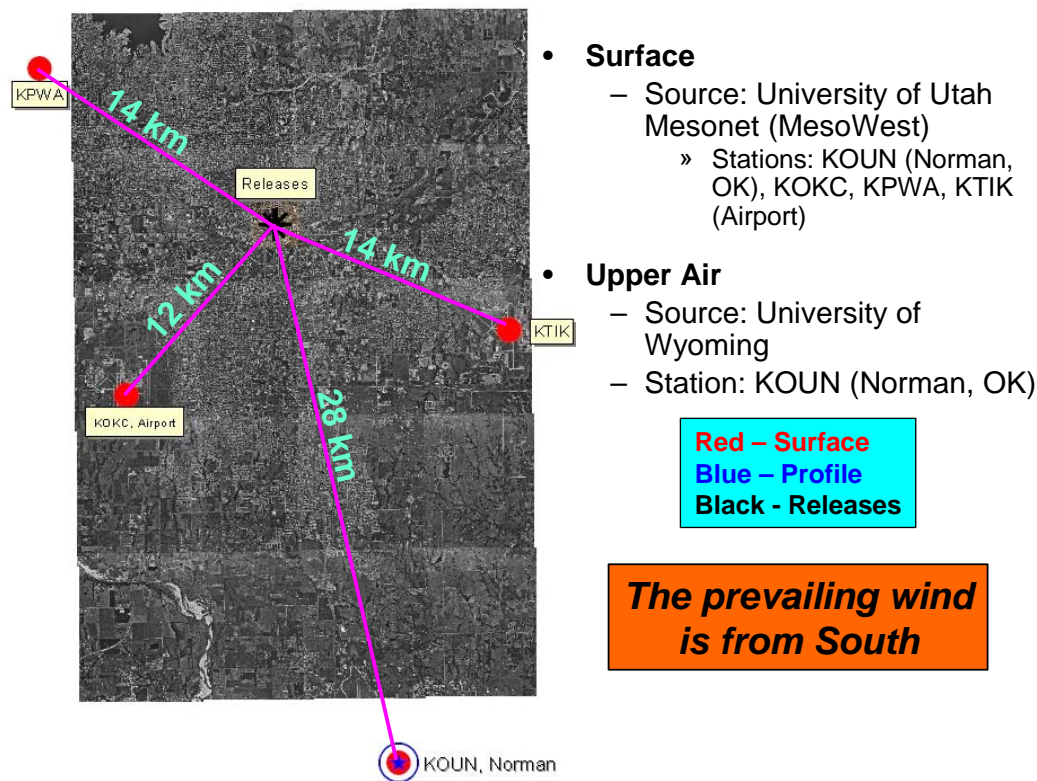 KPWA
14 km
Releases
14 km
KTIK
12 km
KOKC, Airport
28 km
KOUN, Norman
• Surface
– Source: University of Utah
Mesonet (MesoWest)
» Stations: KOUN (Norman,
OK), KOKC, KPWA, KTIK
(Airport)
• Upper Air
– Source: University of
Wyoming
– Station: KOUN (Norman, OK)
Red – Surface
Blue – Profile
Black - Releases
The prevailing wind
is from South